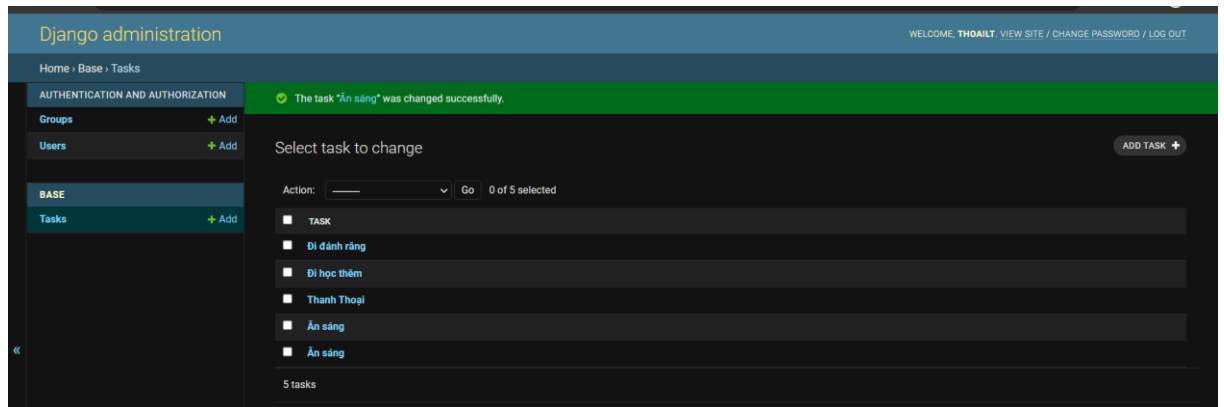 Django administration
WELCOME, THOAILT. VIEW SITE / CHANGE PASSWORD / LOG OUT
Home › Base › Tasks
AUTHENTICATION AND AUTHORIZATION
Groups + Add
Users + Add
BASE
Tasks + Add
«
The task “Ăn sáng” was changed successfully.
Select task to change
ADD TASK +
Action: --------- Go 0 of 5 selected
TASK
Đi đánh răng
Đi học thêm
Thanh Thoại
Ăn sáng
Ăn sáng
5 tasks